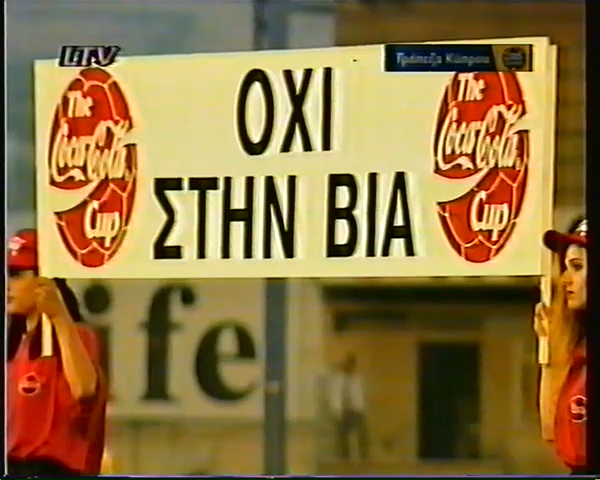 LTV
Τράπεζα Κύπρου
The
Coca-Cola
Cup
ΟΧΙ
ΣΤΗΝ ΒΙΑ
The
Coca-Cola
Cup
ife